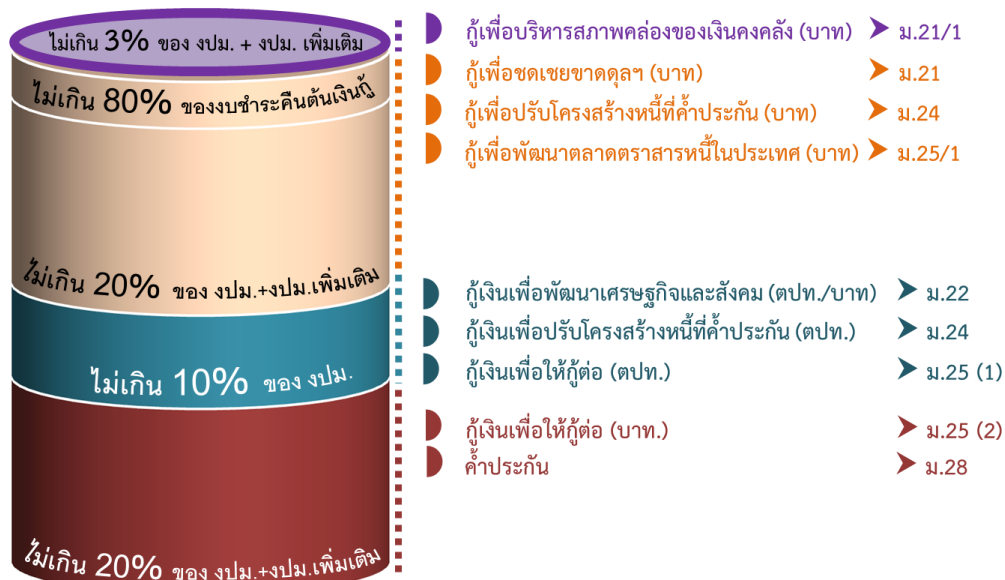 ไม่เกิน 3% ของ งปม. + งปม. เพิ่มเติม
ไม่เกิน 80% ของงบชำระคืนต้นเงินกู้
ไม่เกิน 20% ของ งปม.+งปม.เพิ่มเติม
ไม่เกิน 10% ของ งปม.
ไม่เกิน 20% ของ งปม.+งปม.เพิ่มเติม
กู้เพื่อบริหารสภาพคล่องของเงินคงคลัง (บาท) ม.21/1
กู้เพื่อชดเชยขาดดุลฯ (บาท) ม.21
กู้เพื่อปรับโครงสร้างหนี้ที่ค้ำประกัน (บาท) ม.24
กู้เพื่อพัฒนาตลาดตราสารหนี้ในประเทศ (บาท) ม.25/1
กู้เงินเพื่อพัฒนาเศรษฐกิจและสังคม (ตปท./บาท) ม.22
กู้เงินเพื่อปรับโครงสร้างหนี้ที่ค้ำประกัน (ตปท.) ม.24
กู้เงินเพื่อให้กู้ต่อ (ตปท.) ม.25 (1)
กู้เงินเพื่อให้กู้ต่อ (บาท.) ม.25 (2)
ค้ำประกัน ม.28